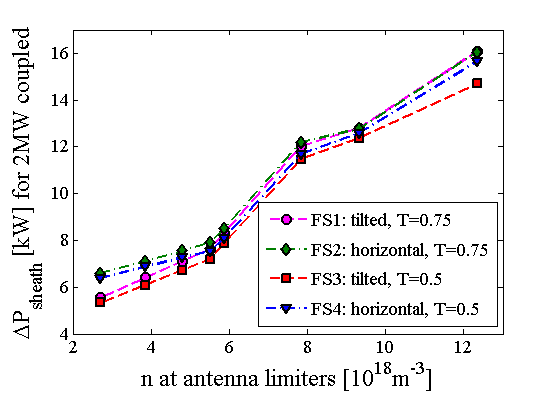 16
14
12
10
8
6
4
2
4
6
8
10
12
ΔP_sheath [kW] for 2MW coupled
n at antenna limiters [10^18 m^-3]
FS1: tilted, T=0.75
FS2: horizontal, T=0.75
FS3: tilted, T=0.5
FS4: horizontal, T=0.5